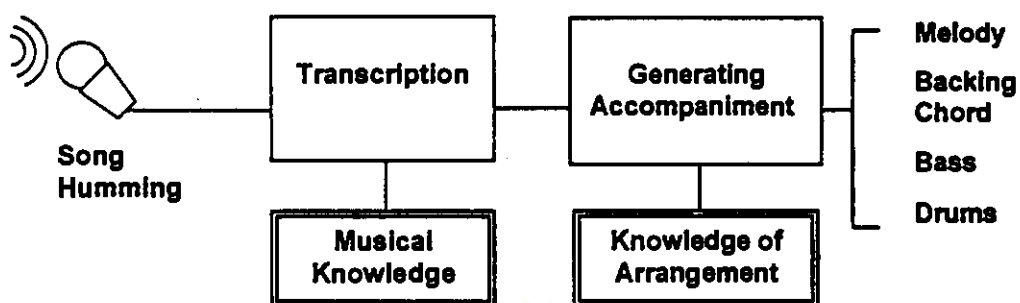 Song
Humming
Transcription
Musical
Knowledge
Generating
Accompaniment
Knowledge of
Arrangement
Melody
Backing
Chord
Bass
Drums